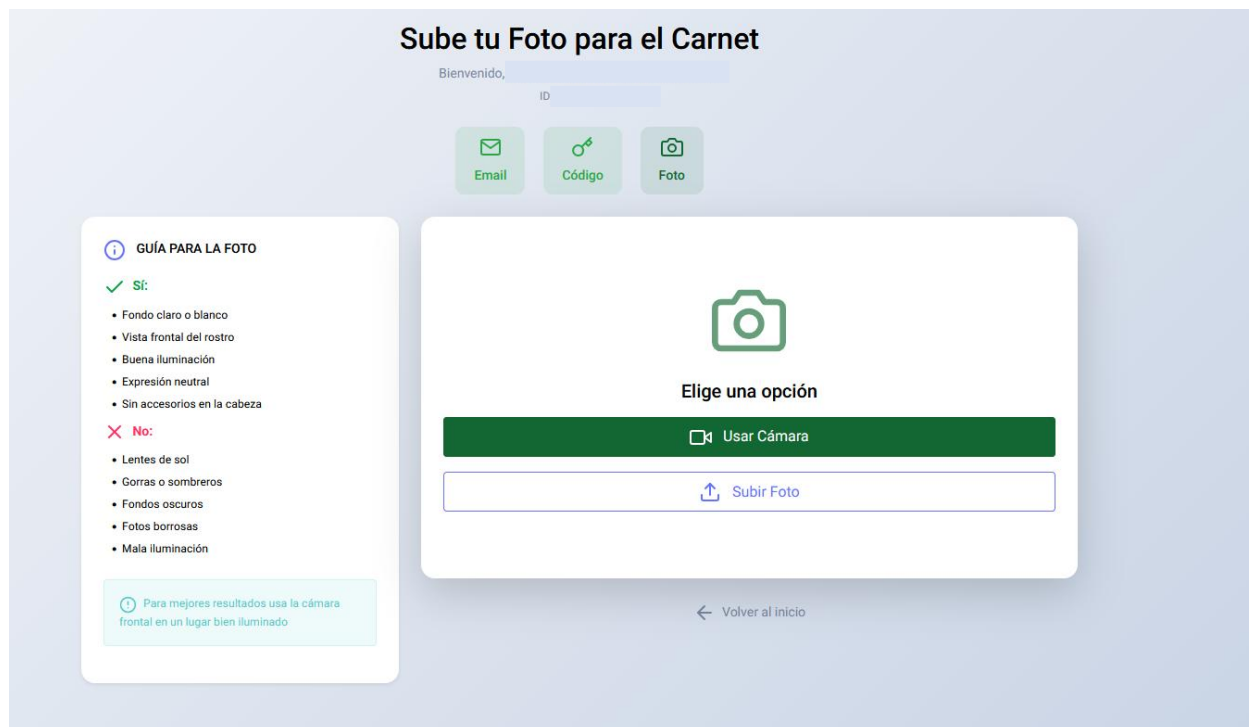 Sube tu Foto para el Carnet
Bienvenido,
ID
Email
Código
Foto
GUÍA PARA LA FOTO
Sí:
• Fondo claro o blanco
• Vista frontal del rostro
• Buena iluminación
• Expresión neutral
• Sin accesorios en la cabeza
No:
• Lentes de sol
• Gorras o sombreros
• Fondos oscuros
• Fotos borrosas
• Mala iluminación
Para mejores resultados usa la cámara
frontal en un lugar bien iluminado
Elige una opción
Usar Cámara
Subir Foto
Volver al inicio